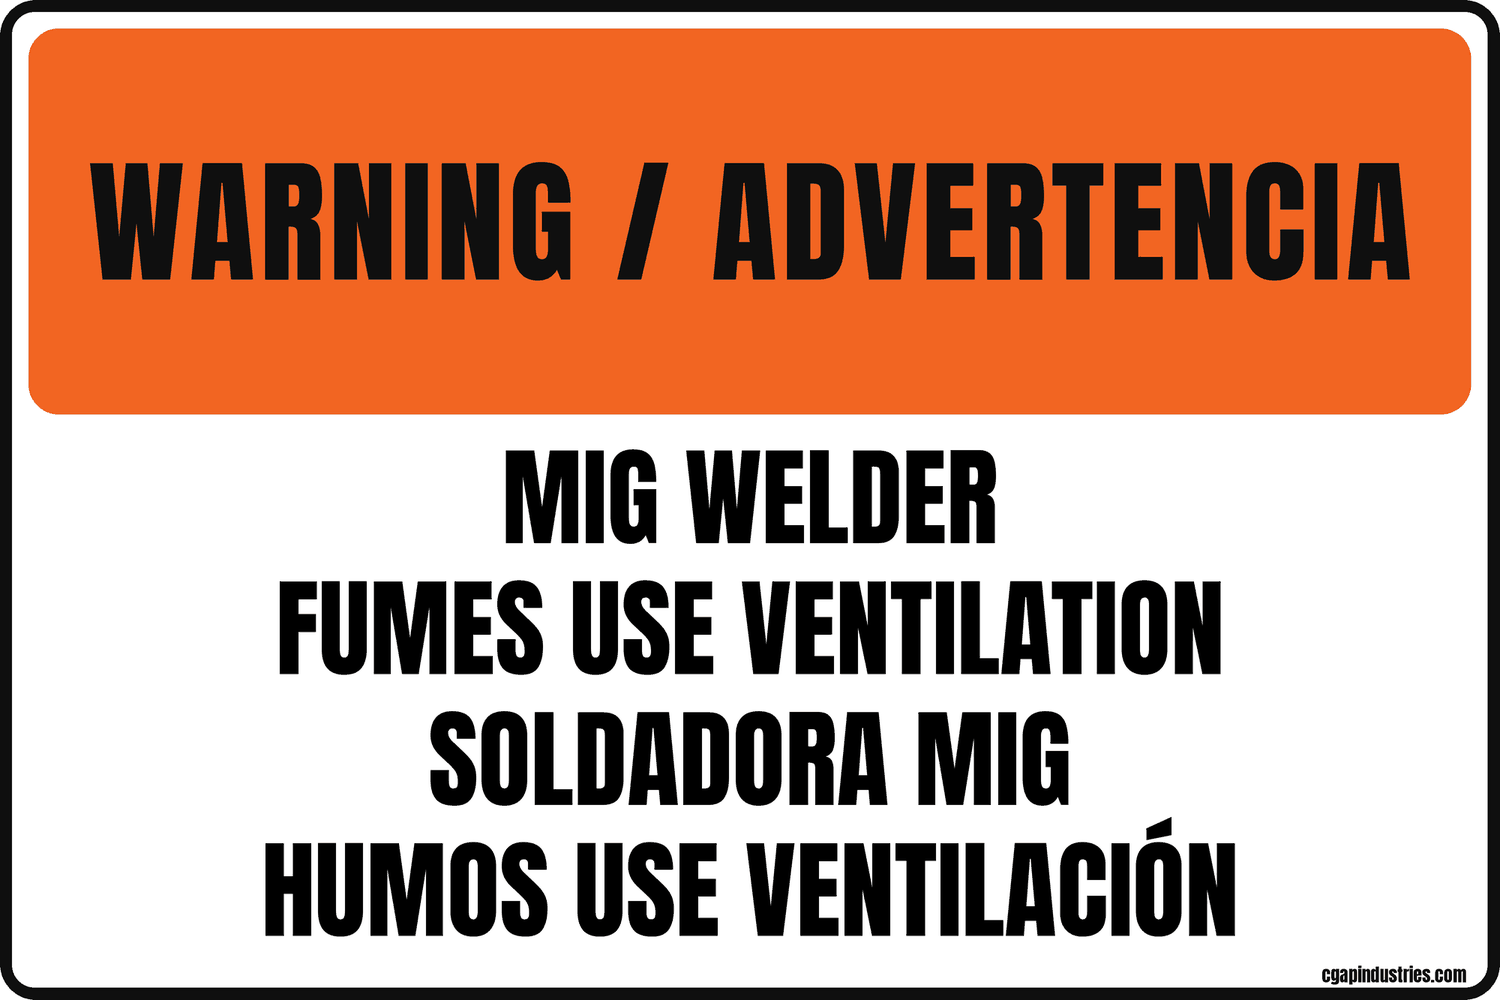 WARNING / ADVERTENCIA
MIG WELDER
FUMES USE VENTILATION
SOLDADORA MIG
HUMOS USE VENTILACIÓN
cgapindustries.com